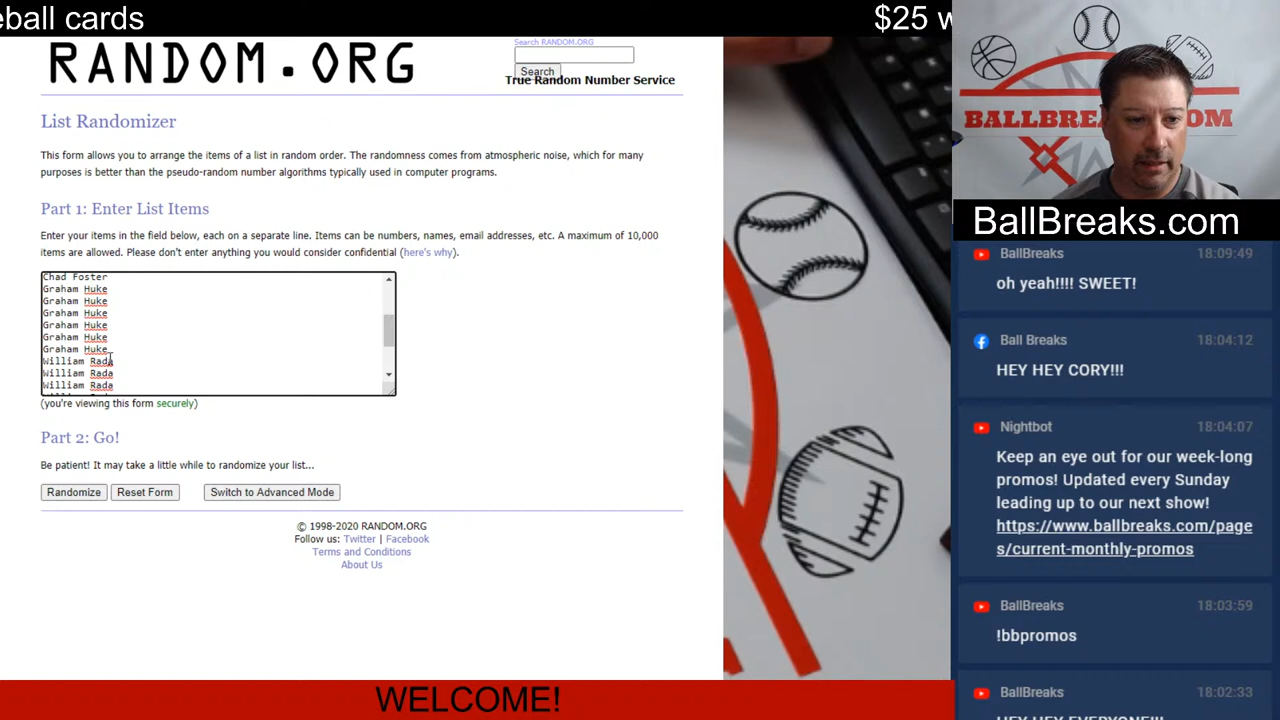 eball cards
$25 w
RANDOM.ORG
Search RANDOM.ORG
Search
True Random Number Service
List Randomizer
This form allows you to arrange the items of a list in random order. The randomness comes from atmospheric noise, which for many
purposes is better than the pseudo-random number algorithms typically used in computer programs.
Part 1: Enter List Items
Enter your items in the field below, each on a separate line. Items can be numbers, names, email addresses, etc. A maximum of 10,000
items are allowed. Please don't enter anything you would consider confidential (here's why).
Chad Foster
Graham Huke
Graham Huke
Graham Huke
Graham Huke
Graham Huke
Graham Huke
William Rada
William Rada
William Rada
(you're viewing this form securely)
Part 2: Go!
Be patient! It may take a little while to randomize your list...
Randomize
Reset Form
Switch to Advanced Mode
© 1998-2020 RANDOM.ORG
Follow us: Twitter | Facebook
Terms and Conditions
About Us
WELCOME!
BallBreaks.com
BallBreaks 18:09:49
oh yeah!!!! SWEET!
Ball Breaks 18:04:12
HEY HEY CORY!!!
Nightbot 18:04:07
Keep an eye out for our week-long
promos! Updated every Sunday
leading up to our next show!
https://www.ballbreaks.com/page
s/current-monthly-promos
BallBreaks 18:03:59
!bbpromos
BallBreaks 18:02:33
HEY HEY EVERYONE!!!